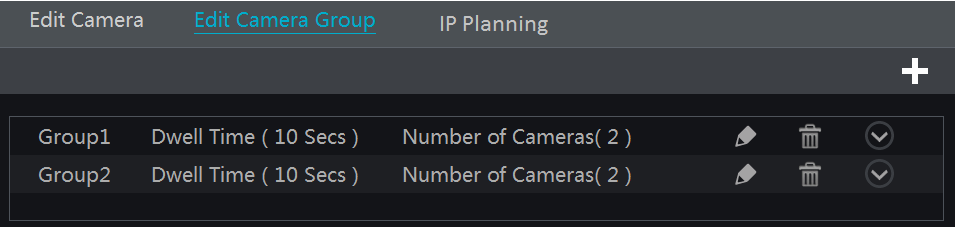 Edit Camera Edit Camera Group IP Planning
Group1 Dwell Time ( 10 Secs ) Number of Cameras( 2 )
Group2 Dwell Time ( 10 Secs ) Number of Cameras( 2 )